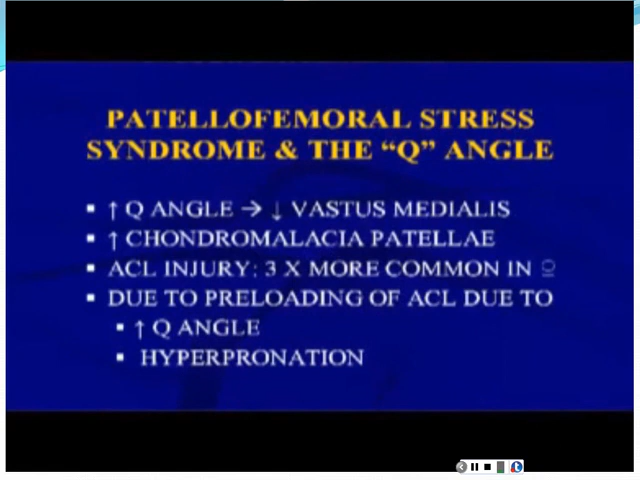 PATELLOFEMORAL STRESS
SYNDROME & THE “Q” ANGLE
▪ ↑ Q ANGLE → ↓ VASTUS MEDIALIS
▪ ↑ CHONDROMALACIA PATELLAE
▪ ACL INJURY: 3 X MORE COMMON IN ♀
▪ DUE TO PRELOADING OF ACL DUE TO
▪ ↑ Q ANGLE
▪ HYPERPRONATION